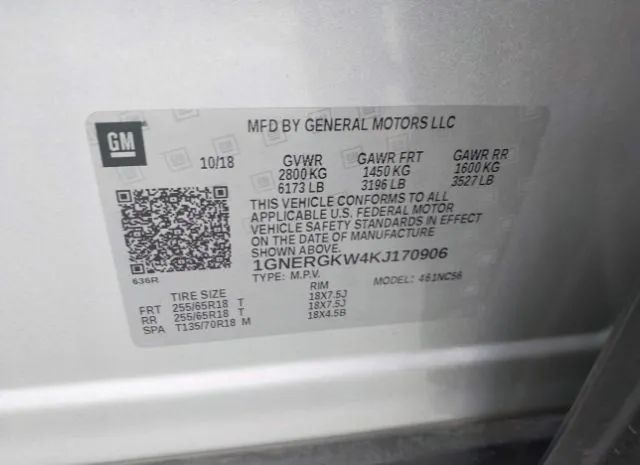 GM
MFD BY GENERAL MOTORS LLC
10/18 GVWR GAWR FRT GAWR RR
2800 KG 1450 KG 1600 KG
6173 LB 3196 LB 3527 LB
THIS VEHICLE CONFORMS TO ALL
APPLICABLE U.S. FEDERAL MOTOR
VEHICLE SAFETY STANDARDS IN EFFECT
ON THE DATE OF MANUFACTURE
SHOWN ABOVE.
1GNERGKW4KJ170906
TYPE: M.P.V. MODEL: 461NC56
636R
TIRE SIZE RIM
FRT 255/65R18 T 18X7.5J
RR 255/65R18 T 18X7.5J
SPA T135/70R18 M 18X4.5B